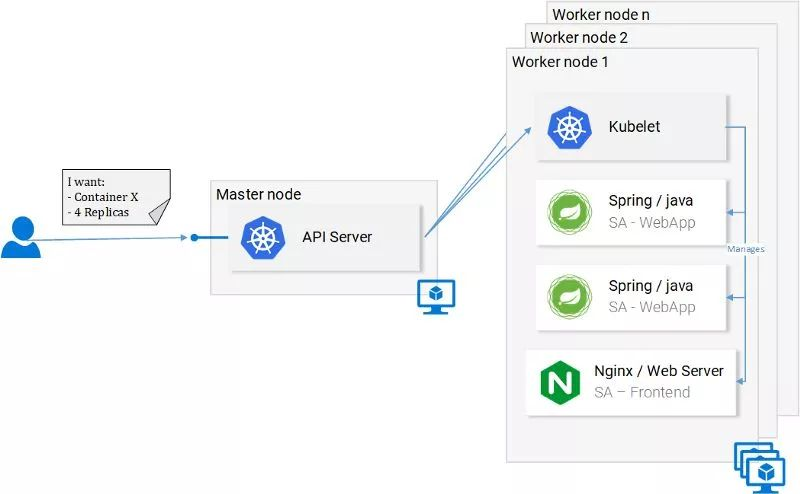 Worker node n
Worker node 2
Worker node 1
Kubelet
I want:
- Container X
- 4 Replicas
Master node
API Server
Spring / java
SA - WebApp
Manages
Spring / java
SA - WebApp
Nginx / Web Server
SA – Frontend